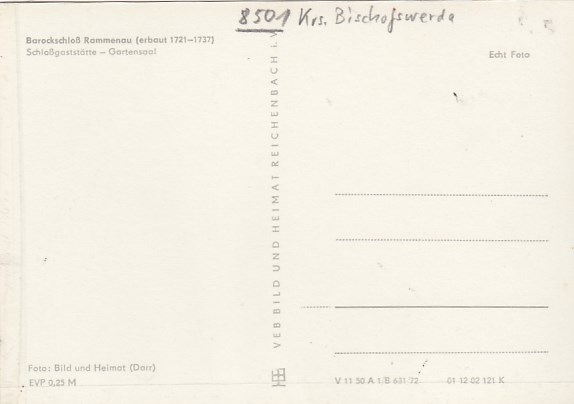 8501 Krs. Bischofswerda
Barockschloß Rammenau (erbaut 1721–1737)
Schloßgaststätte – Gartensaal
Echt Foto
VEB BILD UND HEIMAT REICHENBACH i. V
Foto: Bild und Heimat (Darr)
EVP 0,25 M
V 11 50 A 1/B 631/72 01 12 02 121 K